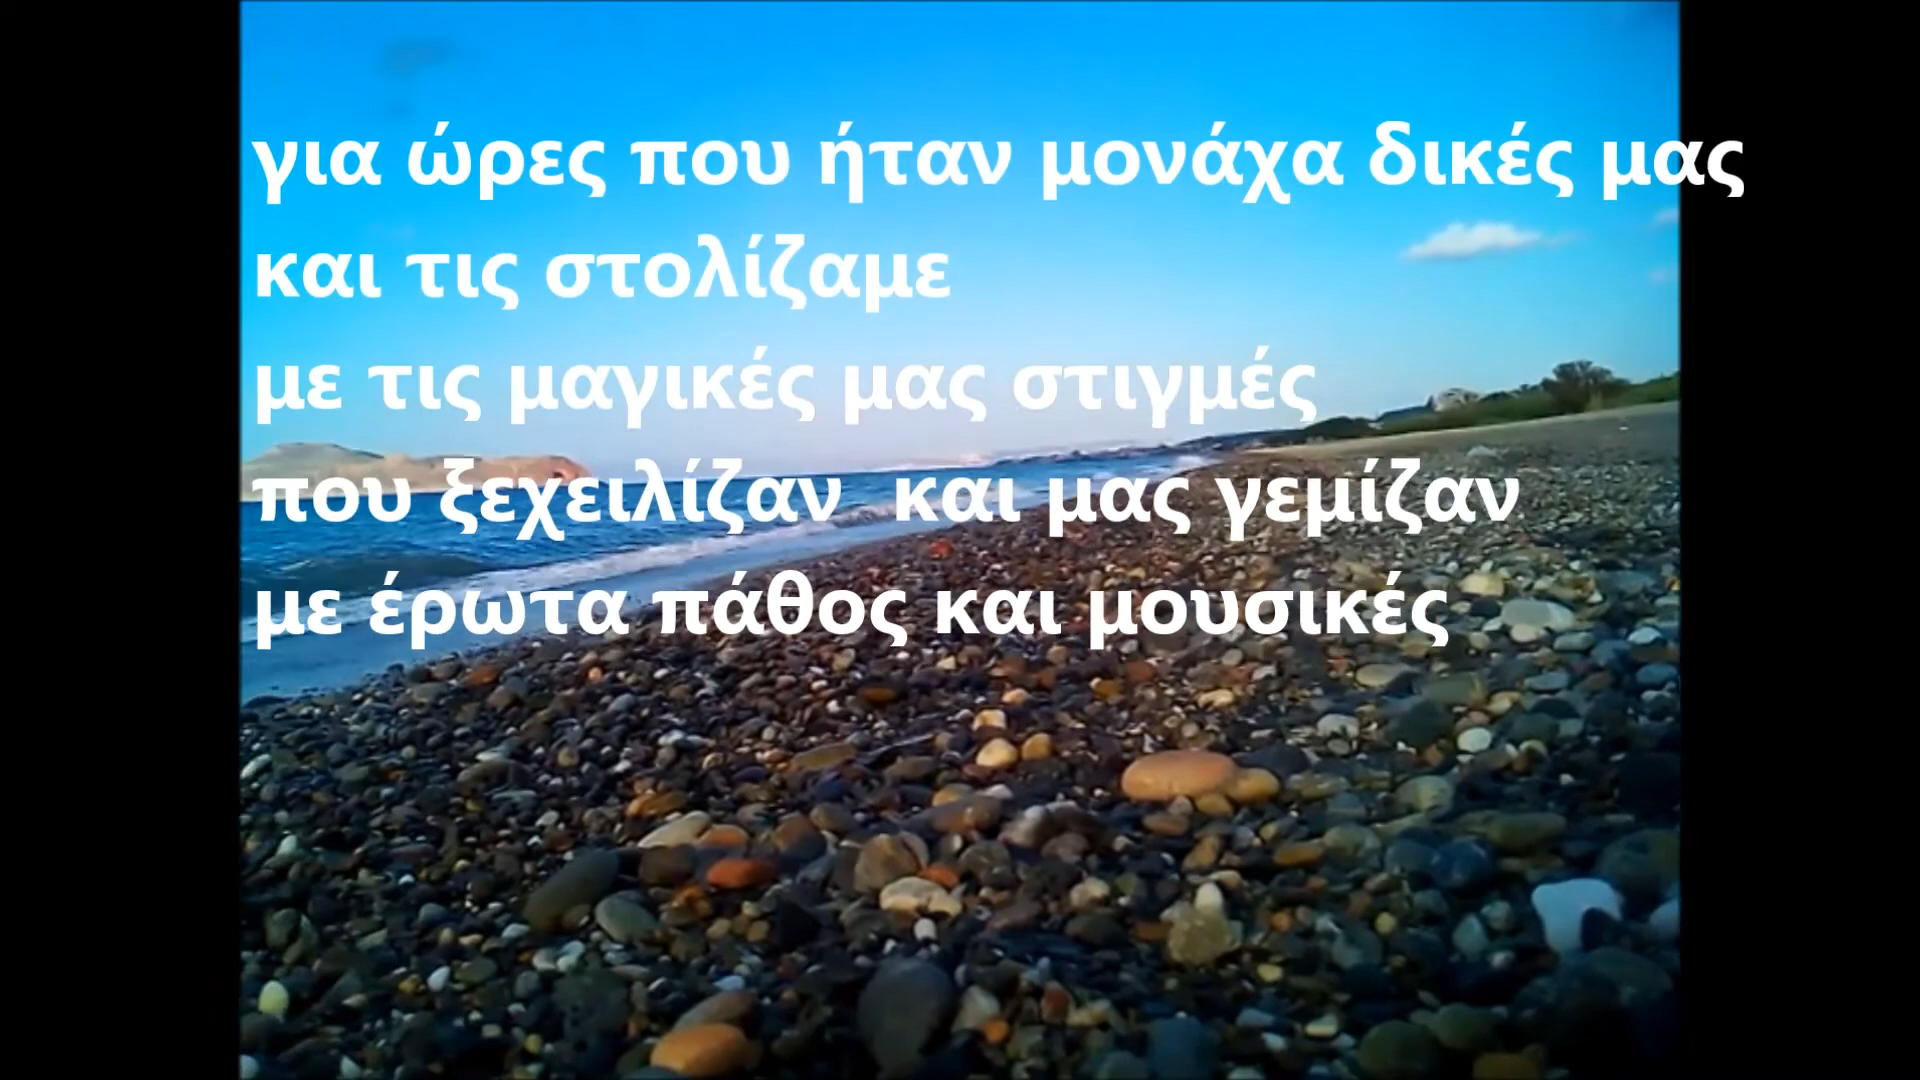 για ώρες που ήταν μονάχα δικές μας
και τις στολίζαμε
με τις μαγικές μας στιγμές
που ξεχειλίζαν  και μας γεμίζαν
με έρωτα πάθος και μουσικές